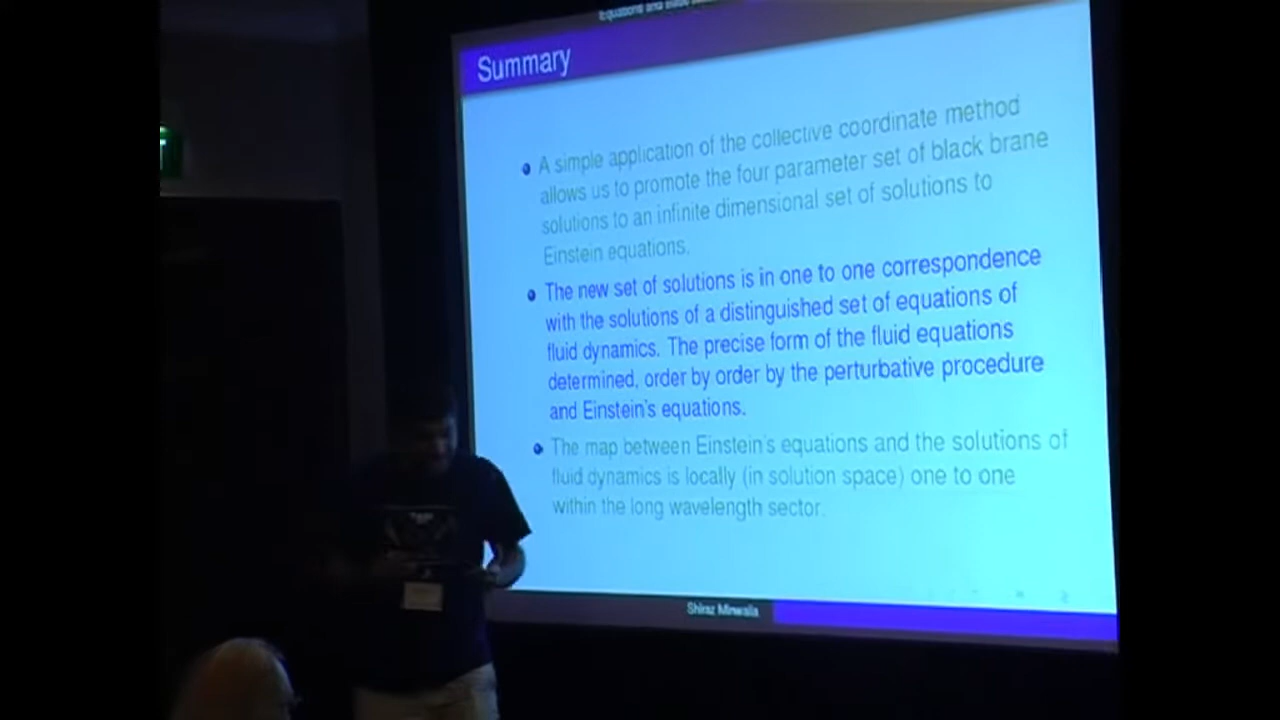 Equations and
Summary
A simple application of the collective coordinate method
allows us to promote the four parameter set of black brane
solutions to an infinite dimensional set of solutions to
Einstein equations.
The new set of solutions is in one to one correspondence
with the solutions of a distinguished set of equations of
fluid dynamics. The precise form of the fluid equations
determined, order by order by the perturbative procedure
and Einstein's equations.
The map between Einstein's equations and the solutions of
fluid dynamics is locally (in solution space) one to one
within the long wavelength sector.
Shiraz Minwalla